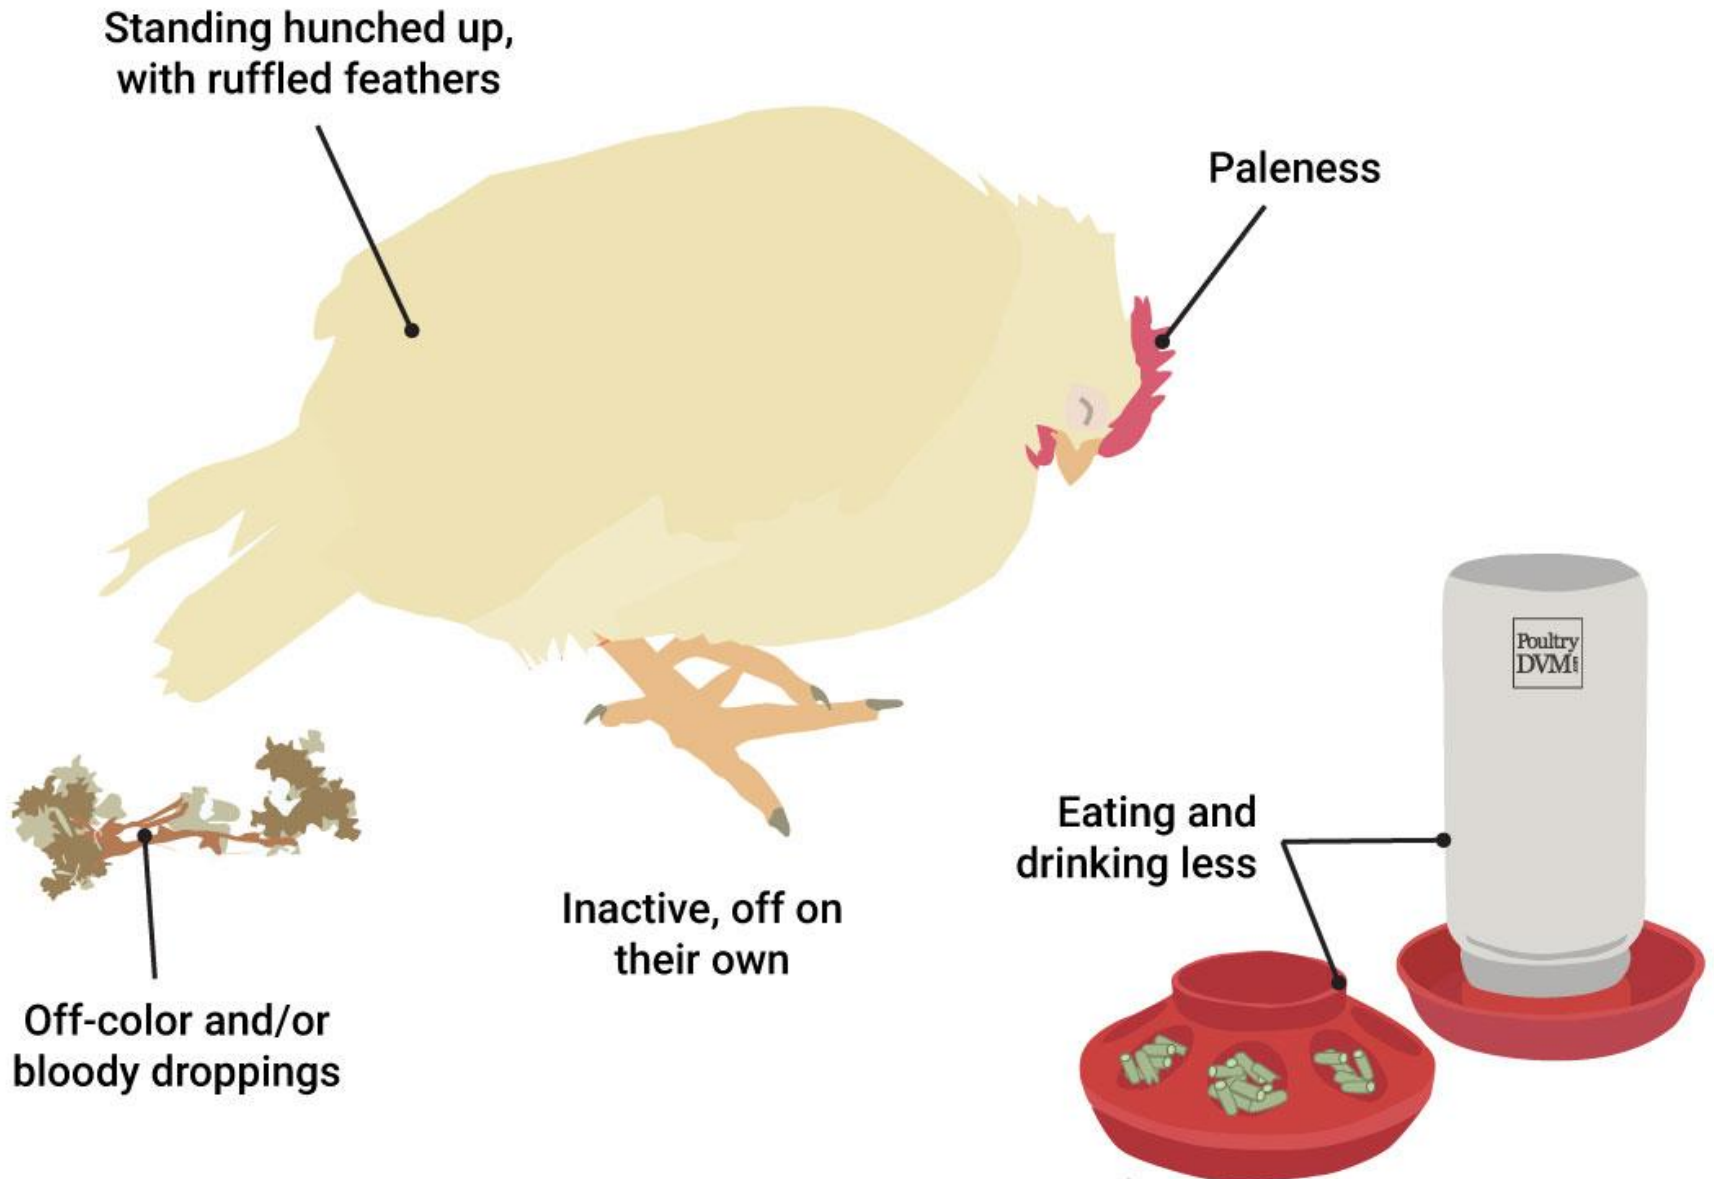 Standing hunched up,
with ruffled feathers
Paleness
Poultry
DVM.com
Eating and
drinking less
Inactive, off on
their own
Off-color and/or
bloody droppings